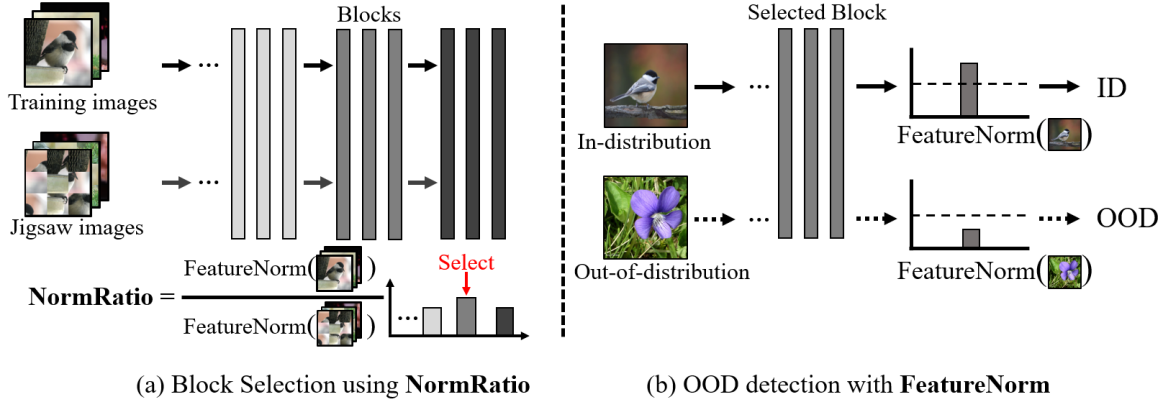 Blocks
Training images
...
Jigsaw images
...
NormRatio =
FeatureNorm( )
FeatureNorm( )
Select
...
(a) Block Selection using NormRatio
Selected Block
In-distribution
...
FeatureNorm( )
ID
Out-of-distribution
...
FeatureNorm( )
OOD
(b) OOD detection with FeatureNorm